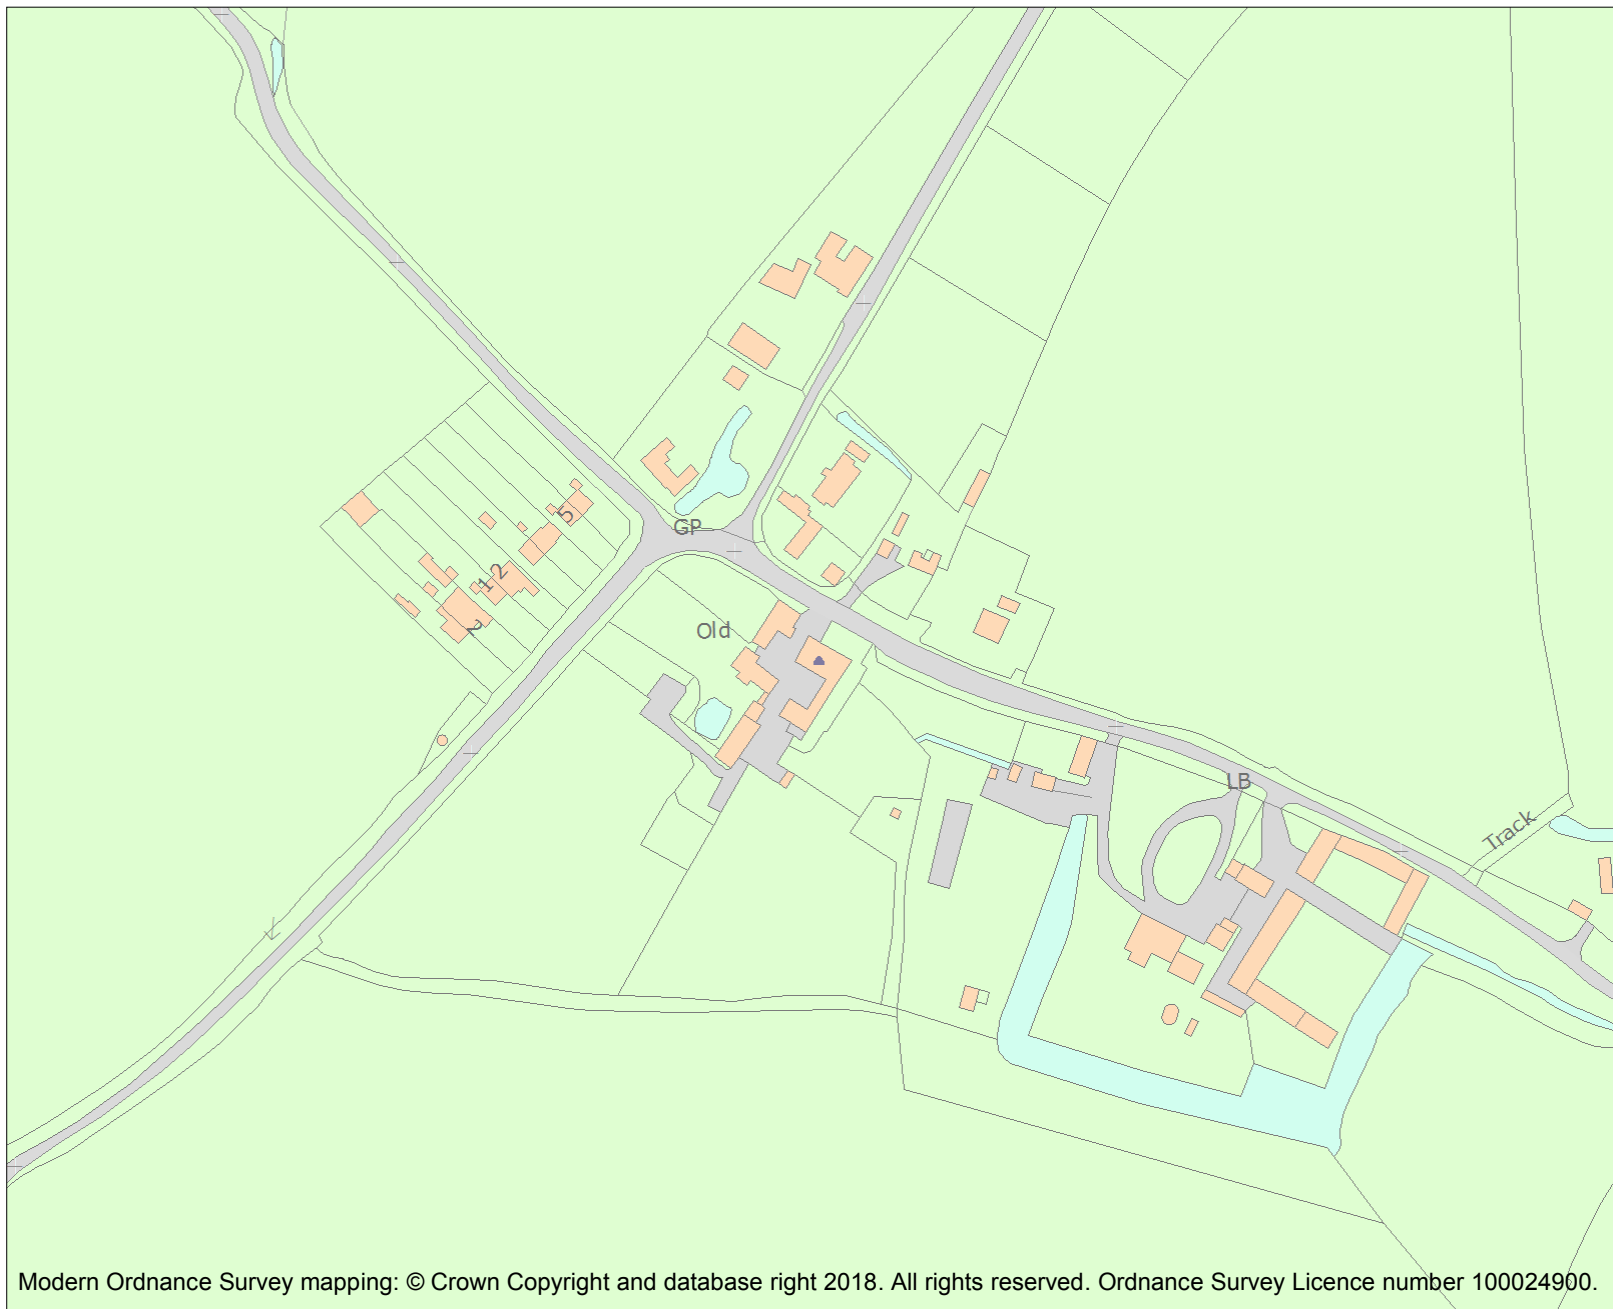 GP
5
1 2
2
Old
LB
Track
Modern Ordnance Survey mapping: © Crown Copyright and database right 2018. All rights reserved. Ordnance Survey Licence number 100024900.